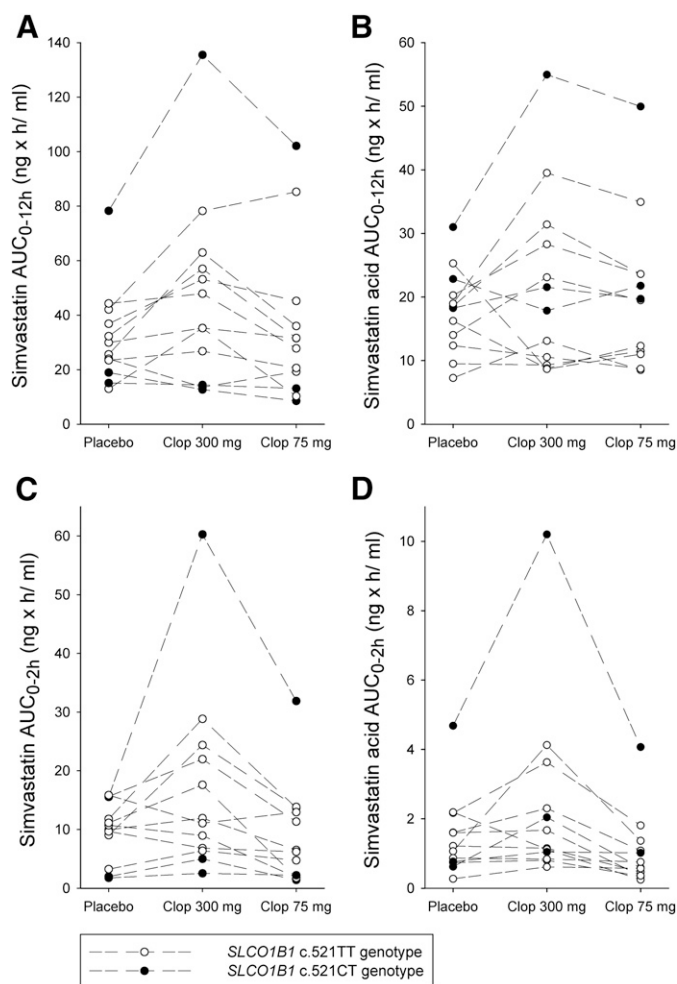 A
Simvastatin AUC0-12h (ng x h/ ml)
140
120
100
80
60
40
20
0
Placebo Clop 300 mg Clop 75 mg
B
Simvastatin acid AUC0-12h (ng x h/ ml)
60
50
40
30
20
10
0
Placebo Clop 300 mg Clop 75 mg
C
Simvastatin AUC0-2h (ng x h/ ml)
60
50
40
30
20
10
0
Placebo Clop 300 mg Clop 75 mg
D
Simvastatin acid AUC0-2h (ng x h/ ml)
10
8
6
4
2
0
Placebo Clop 300 mg Clop 75 mg
SLCO1B1 c.521TT genotype
SLCO1B1 c.521CT genotype